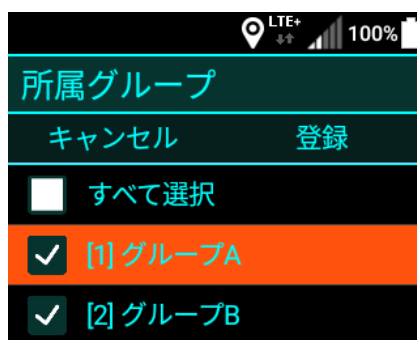 LTE+ 100%
所属グループ
キャンセル 登録
すべて選択
[1] グループA
[2] グループB